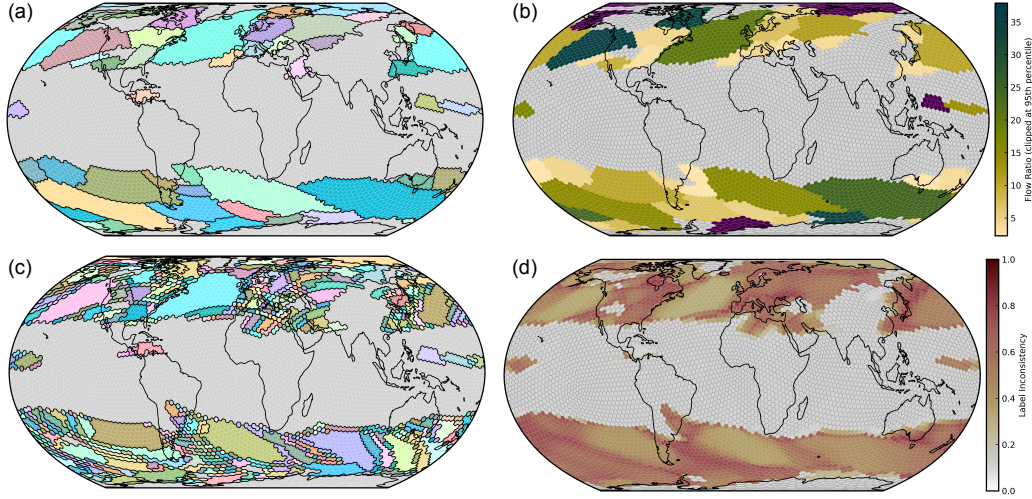 (a)
(b)
35
30
25
20
15
10
5
Flow Ratio (clipped at 95th percentile)
(c)
(d)
1.0
0.8
0.6
0.4
0.2
0.0
Label Inconsistency